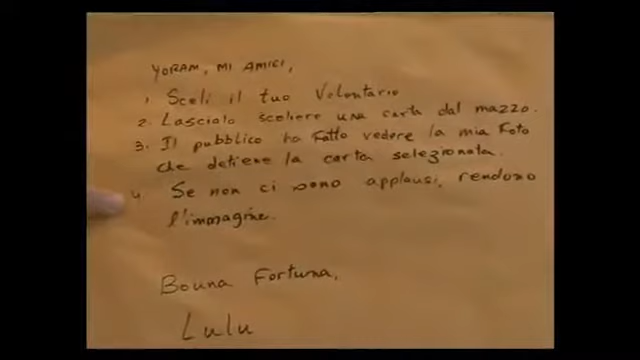 YORAM, MI AMICI,
1. Sceli il tuo Volontario
2. Lascialo scoliere una carta dal mazzo.
3. Il pubblico ha fatto vedere la mia Foto
che detiene la carta selezionata.
4 Se non ci sono applausi, rendono
l'immagine.
Bouna Fortuna,
Lulu